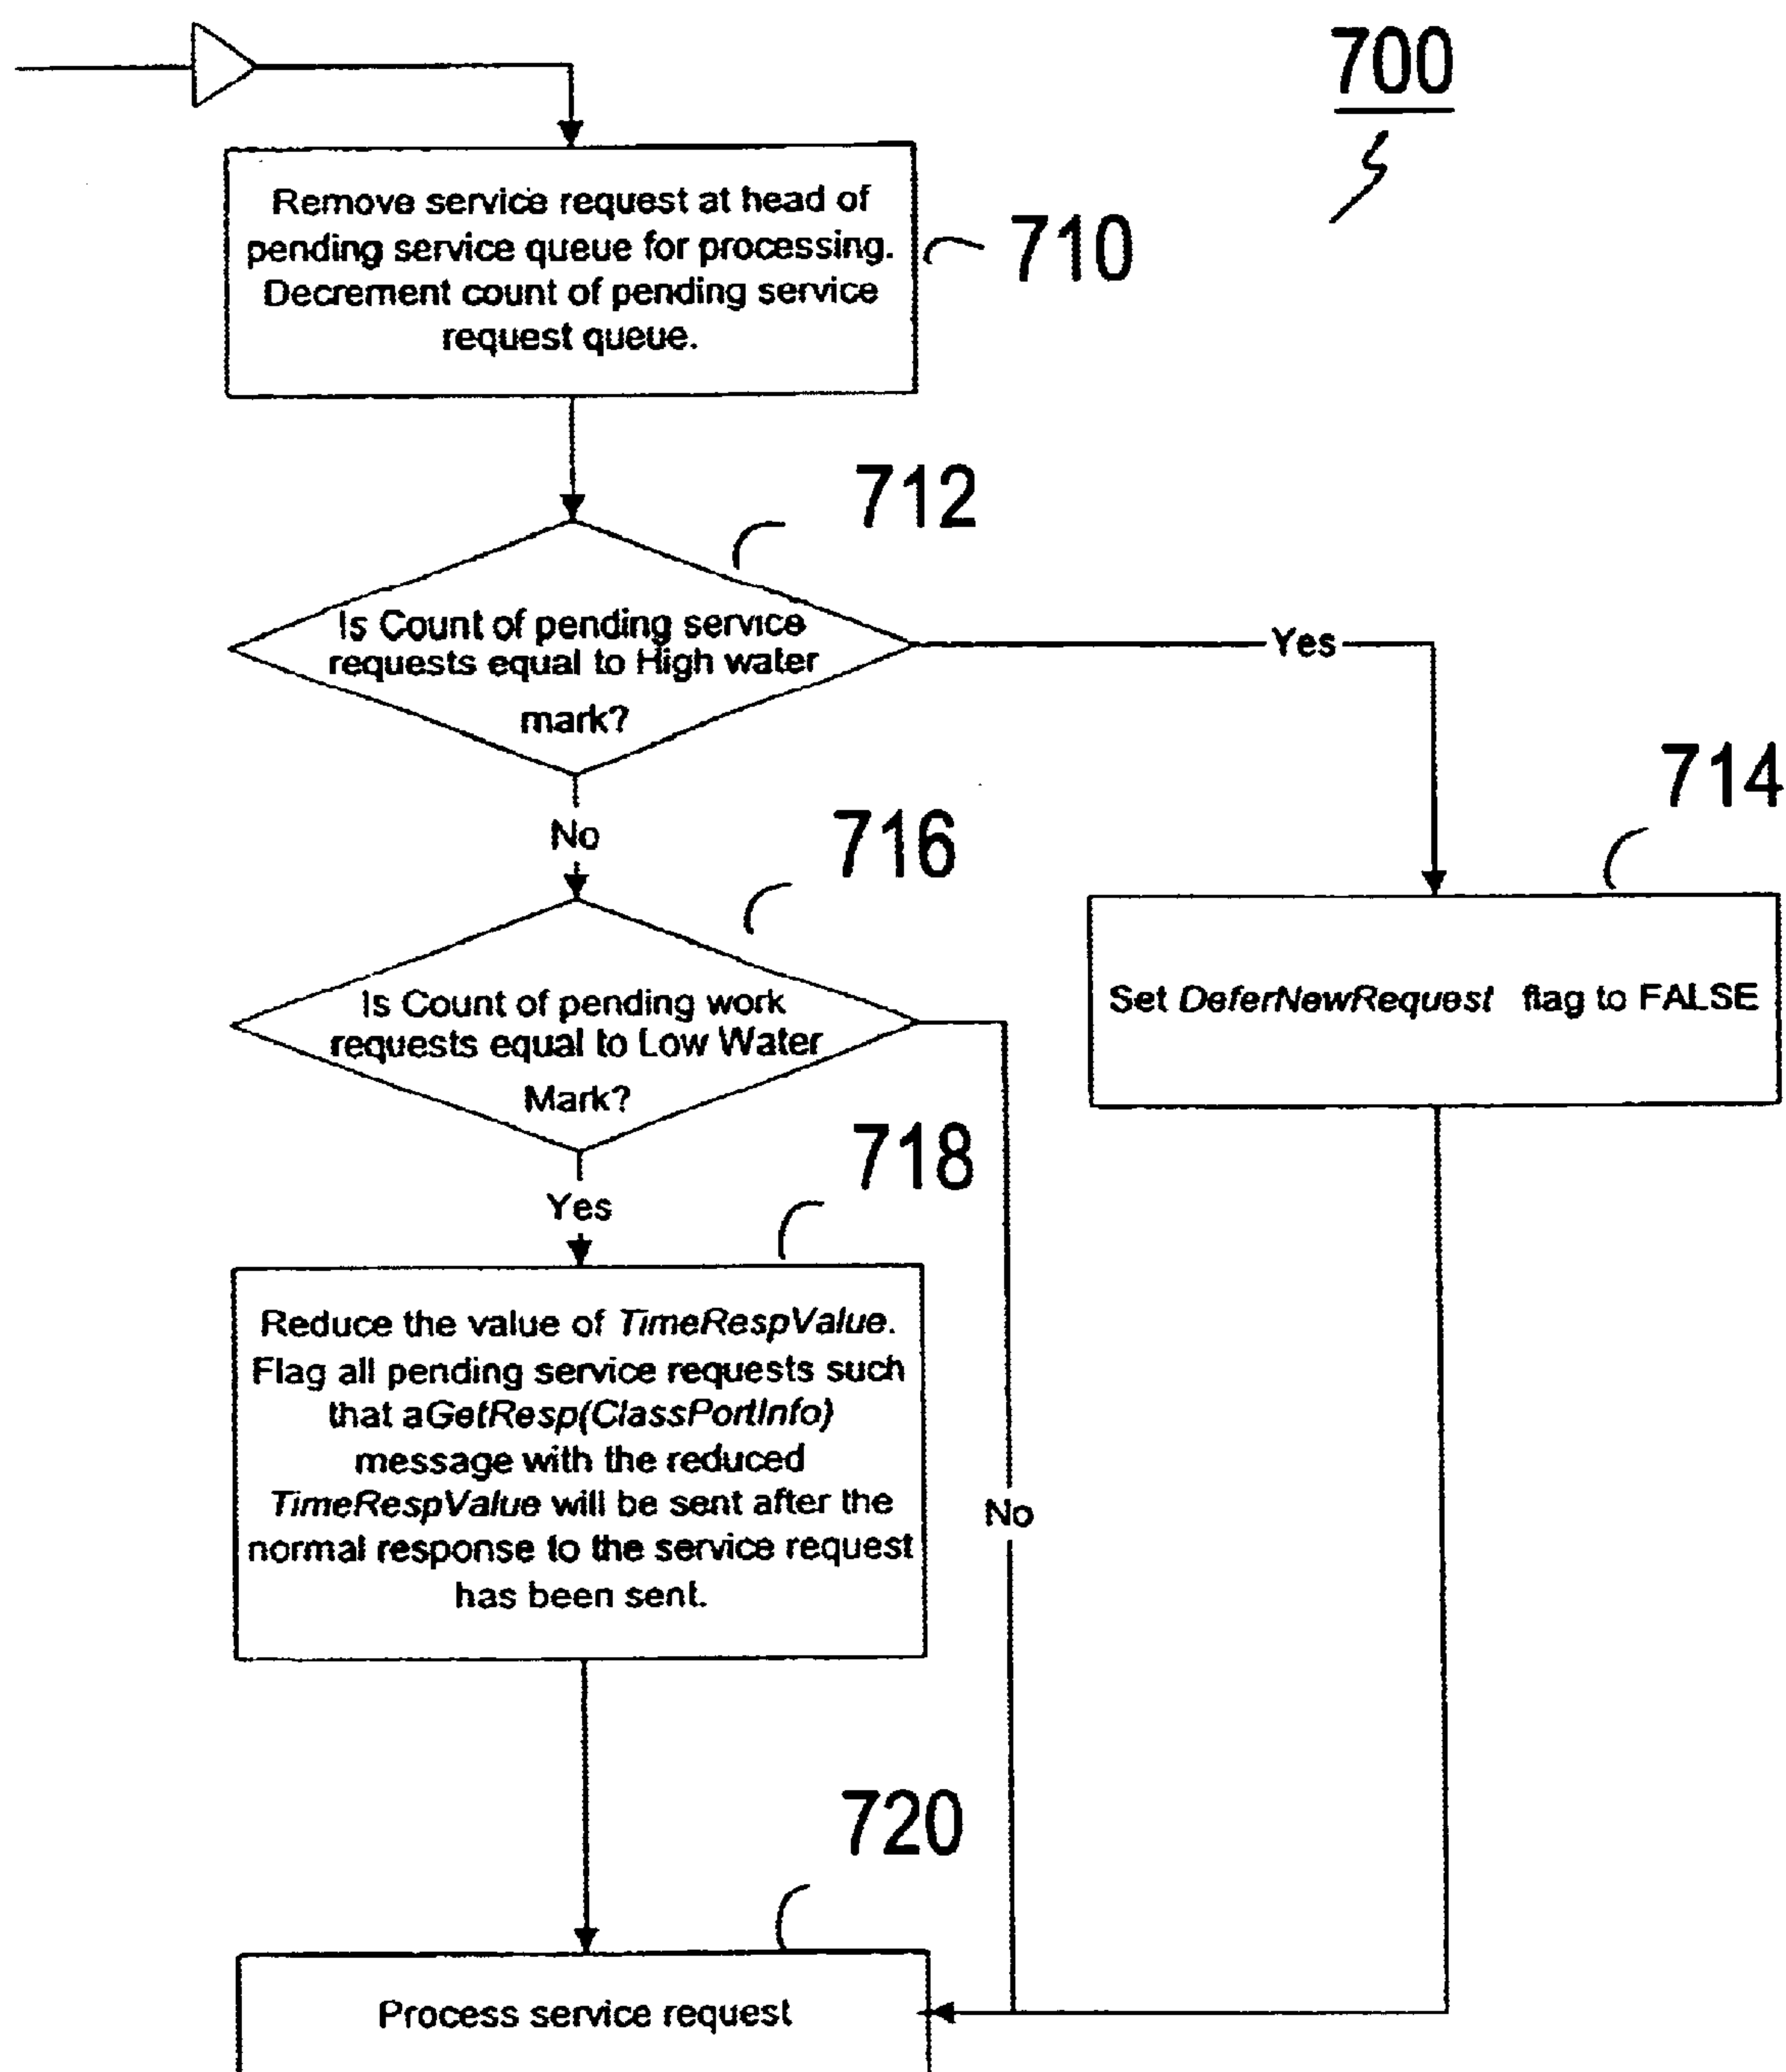 700
Remove service request at head of
pending service queue for processing.
Decrement count of pending service
request queue.
710
712
Is Count of pending service
requests equal to High water
mark?
Yes
No
714
Set DeferNewRequest flag to FALSE
716
Is Count of pending work
requests equal to Low Water
Mark?
Yes
No
718
Reduce the value of TimeRespValue.
Flag all pending service requests such
that aGetResp(ClassPortInfo)
message with the reduced
TimeRespValue will be sent after the
normal response to the service request
has been sent.
720
Process service request